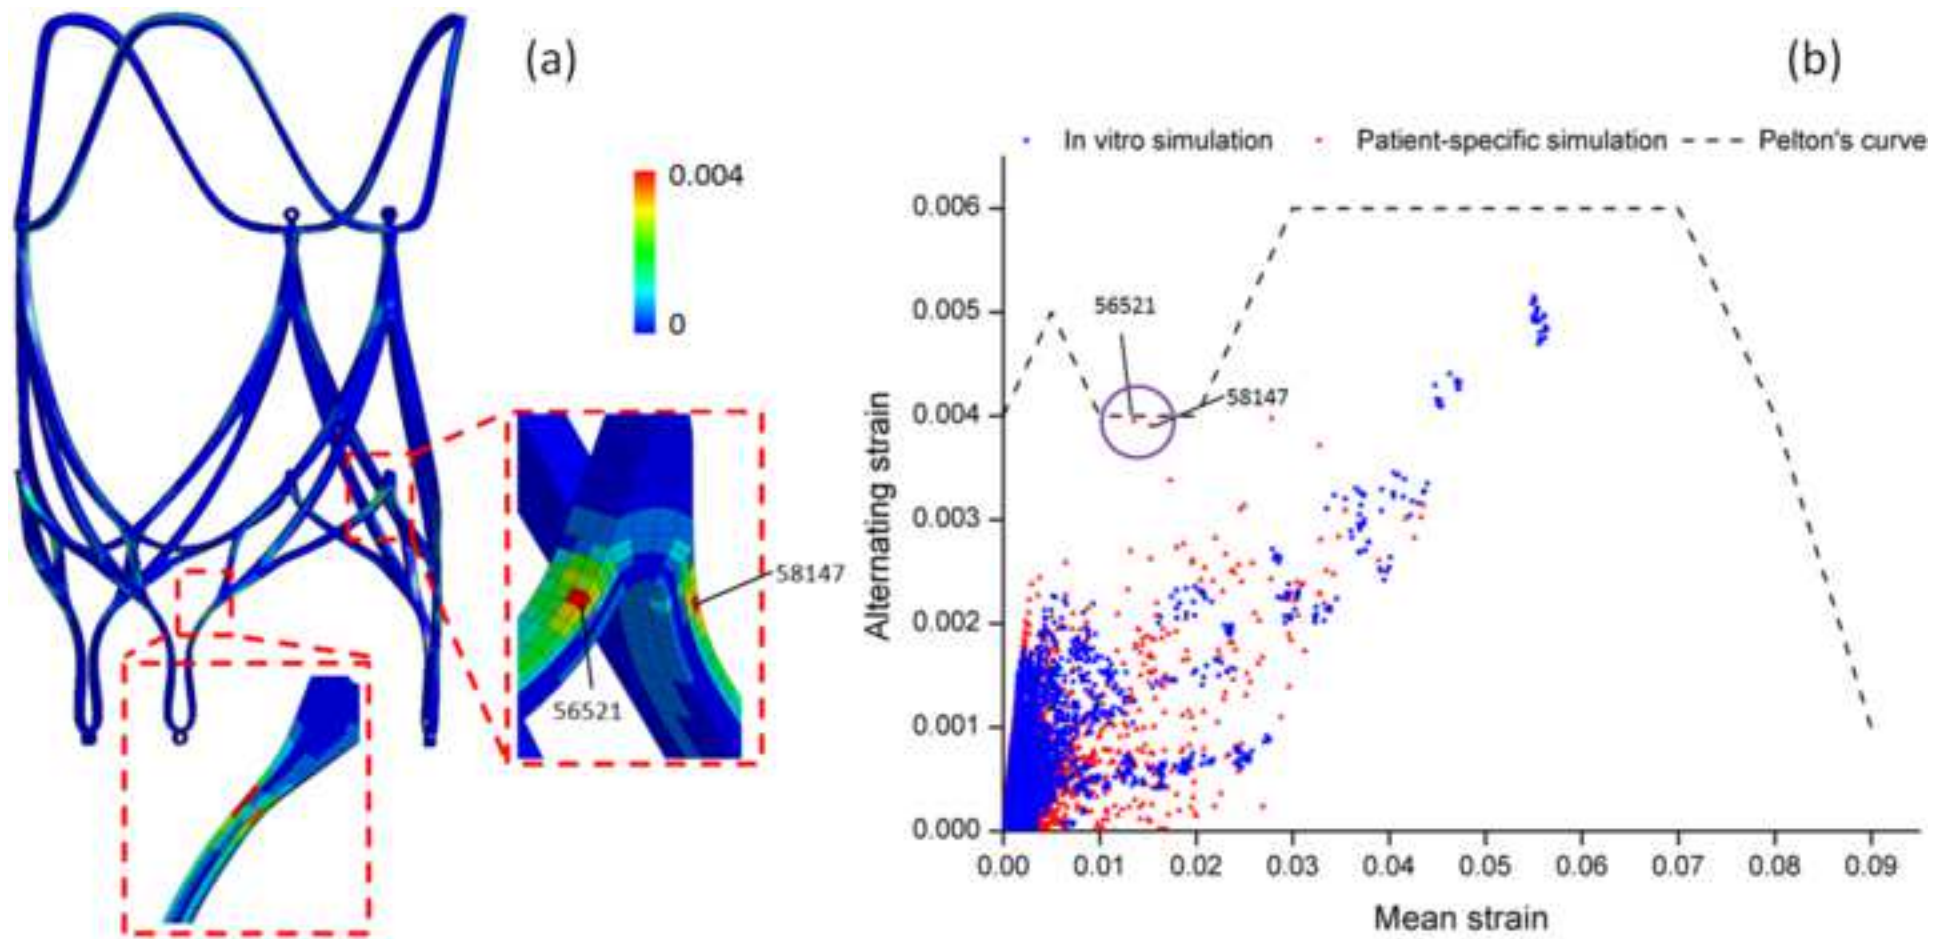 (a)
0.004
0
58147
56521
(b)
In vitro simulation
Patient-specific simulation
Pelton's curve
Alternating strain
0.006
0.005
0.004
0.003
0.002
0.001
0.000
56521
58147
0.00 0.01 0.02 0.03 0.04 0.05 0.06 0.07 0.08 0.09
Mean strain